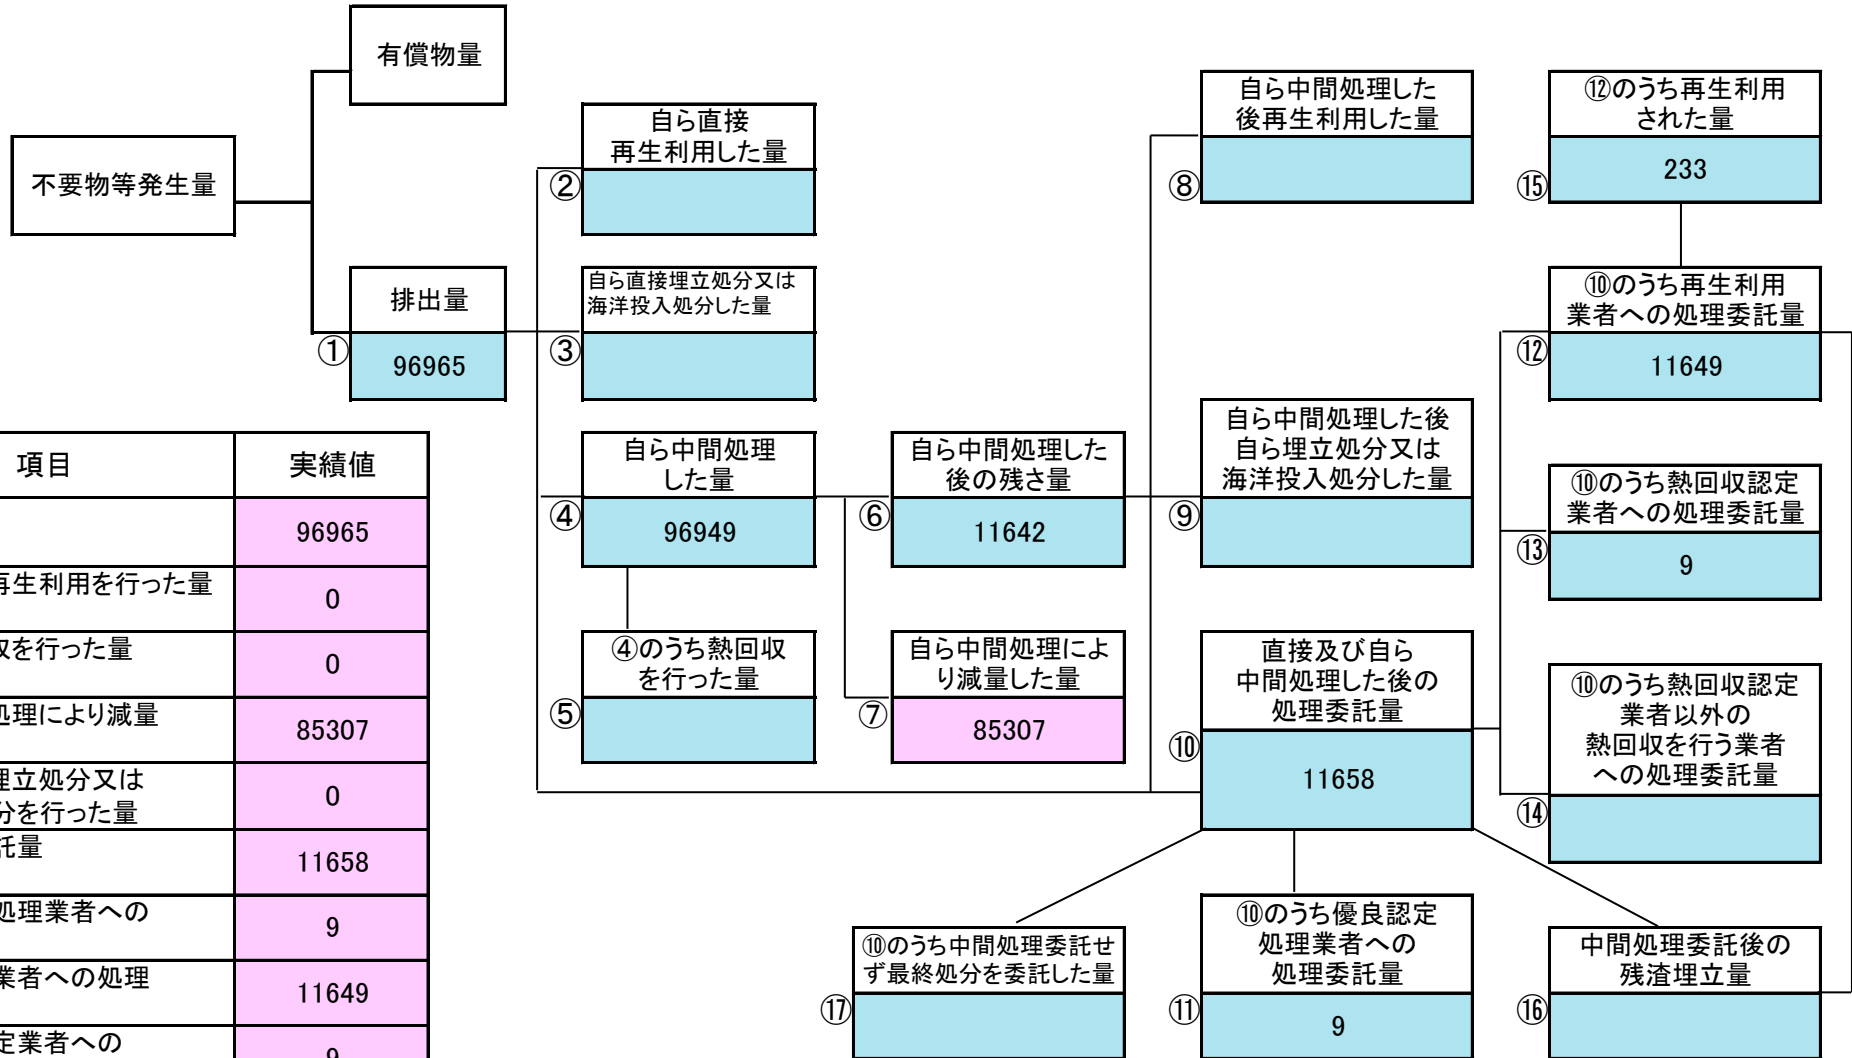 有償物量
不要物等発生量
排出量
①
96965
自ら直接
再生利用した量
②
自ら直接埋立処分又は
海洋投入処分した量
③
自ら中間処理
した量
④
96949
④のうち熱回収
を行った量
⑤
自ら中間処理した
後の残さ量
⑥
11642
自ら中間処理によ
り減量した量
⑦
85307
自ら中間処理した
後再生利用した量
⑧
自ら中間処理した後
自ら埋立処分又は
海洋投入処分した量
⑨
直接及び自ら
中間処理した後の
処理委託量
⑩
11658
⑫のうち再生利用
された量
⑮
233
⑩のうち再生利用
業者への処理委託量
⑫
11649
⑩のうち熱回収認定
業者への処理委託量
⑬
9
⑩のうち熱回収認定
業者以外の
熱回収を行う業者
への処理委託量
⑭
⑩のうち中間処理委託せ
ず最終処分を委託した量
⑰
⑩のうち優良認定
処理業者への
処理委託量
⑪
9
中間処理委託後の
残渣埋立量
⑯
項目 実績値
96965
再生利用を行った量 0
を行った量 0
処理により減量 85307
埋立処分又は
分を行った量 0
託量 11658
処理業者への 9
業者への処理 11649
定業者への 9